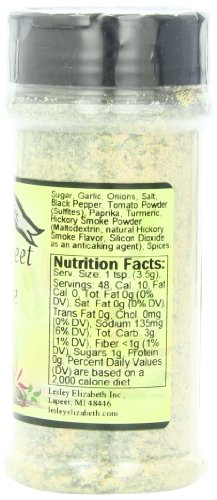 Sugar, Garlic, Onions, Salt,
Black Pepper, Tomato Powder
(Sulfites), Paprika, Turmeric,
Hickory Smoke Powder
(Maltodextrin, natural Hickory
Smoke Flavor, Silicon Dioxide
as an anticaking agent), Spices.
eet
Nutrition Facts:
Serv. Size: 1 tsp (3.5g),
Servings: 48, Cal. 10, Fat
Cal 0, Tot. Fat 0g (0%
DV), Sat. Fat 0g (0% DV),
Trans Fat 0g, Chol. 0mg
(0% DV), Sodium 135mg
(6% DV), Tot. Carb. 3g
(1% DV), Fiber <1g (1%
DV), Sugars 1g, Protein
0g. Percent Daily Values
(DV) are based on a
2,000 calorie diet
Lesley Elizabeth Inc.,
Lapeer, MI 48446
lesleyelizabeth.com